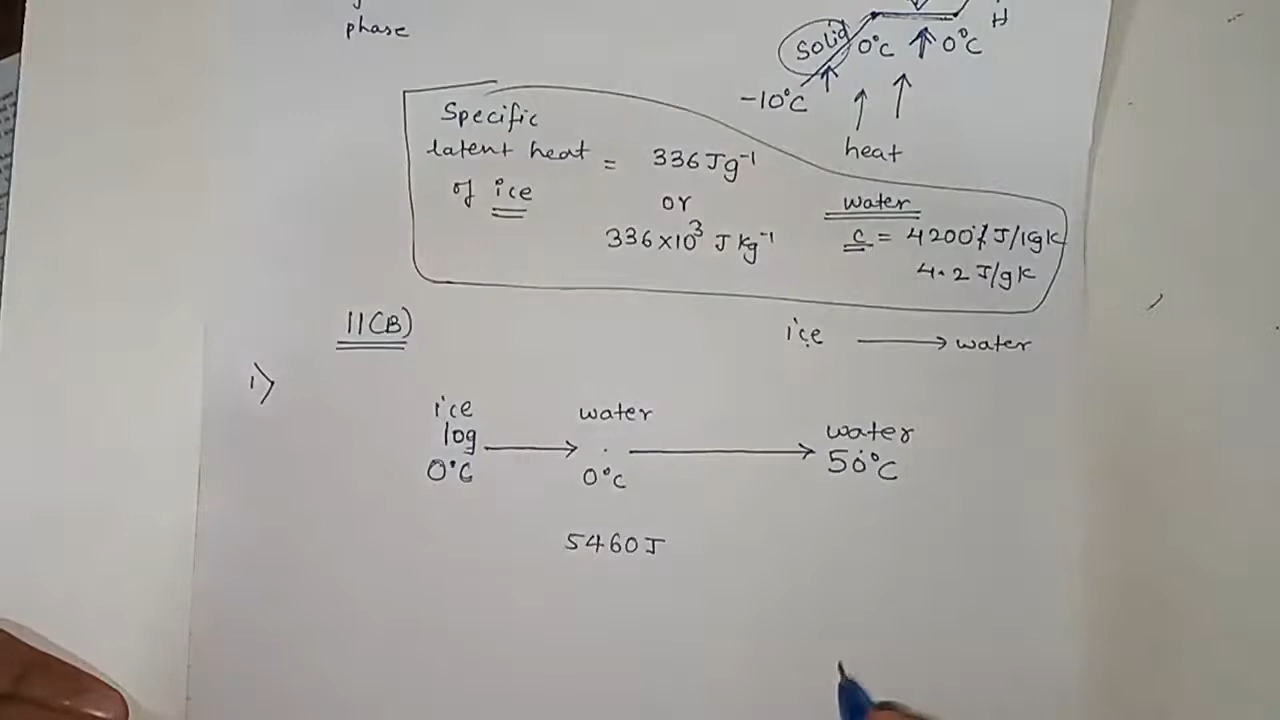 phase
Solid
0°C
0°C
H
-10°C
heat
Specific
latent heat = 336 Jg⁻¹
of ice
or
336×10³ J Kg⁻¹
water
c = 4200 J/kgK
4.2 J/gK
11(B)
ice → water
1)
ice
10g
0°C
water
0°C
water
50°C
5460J